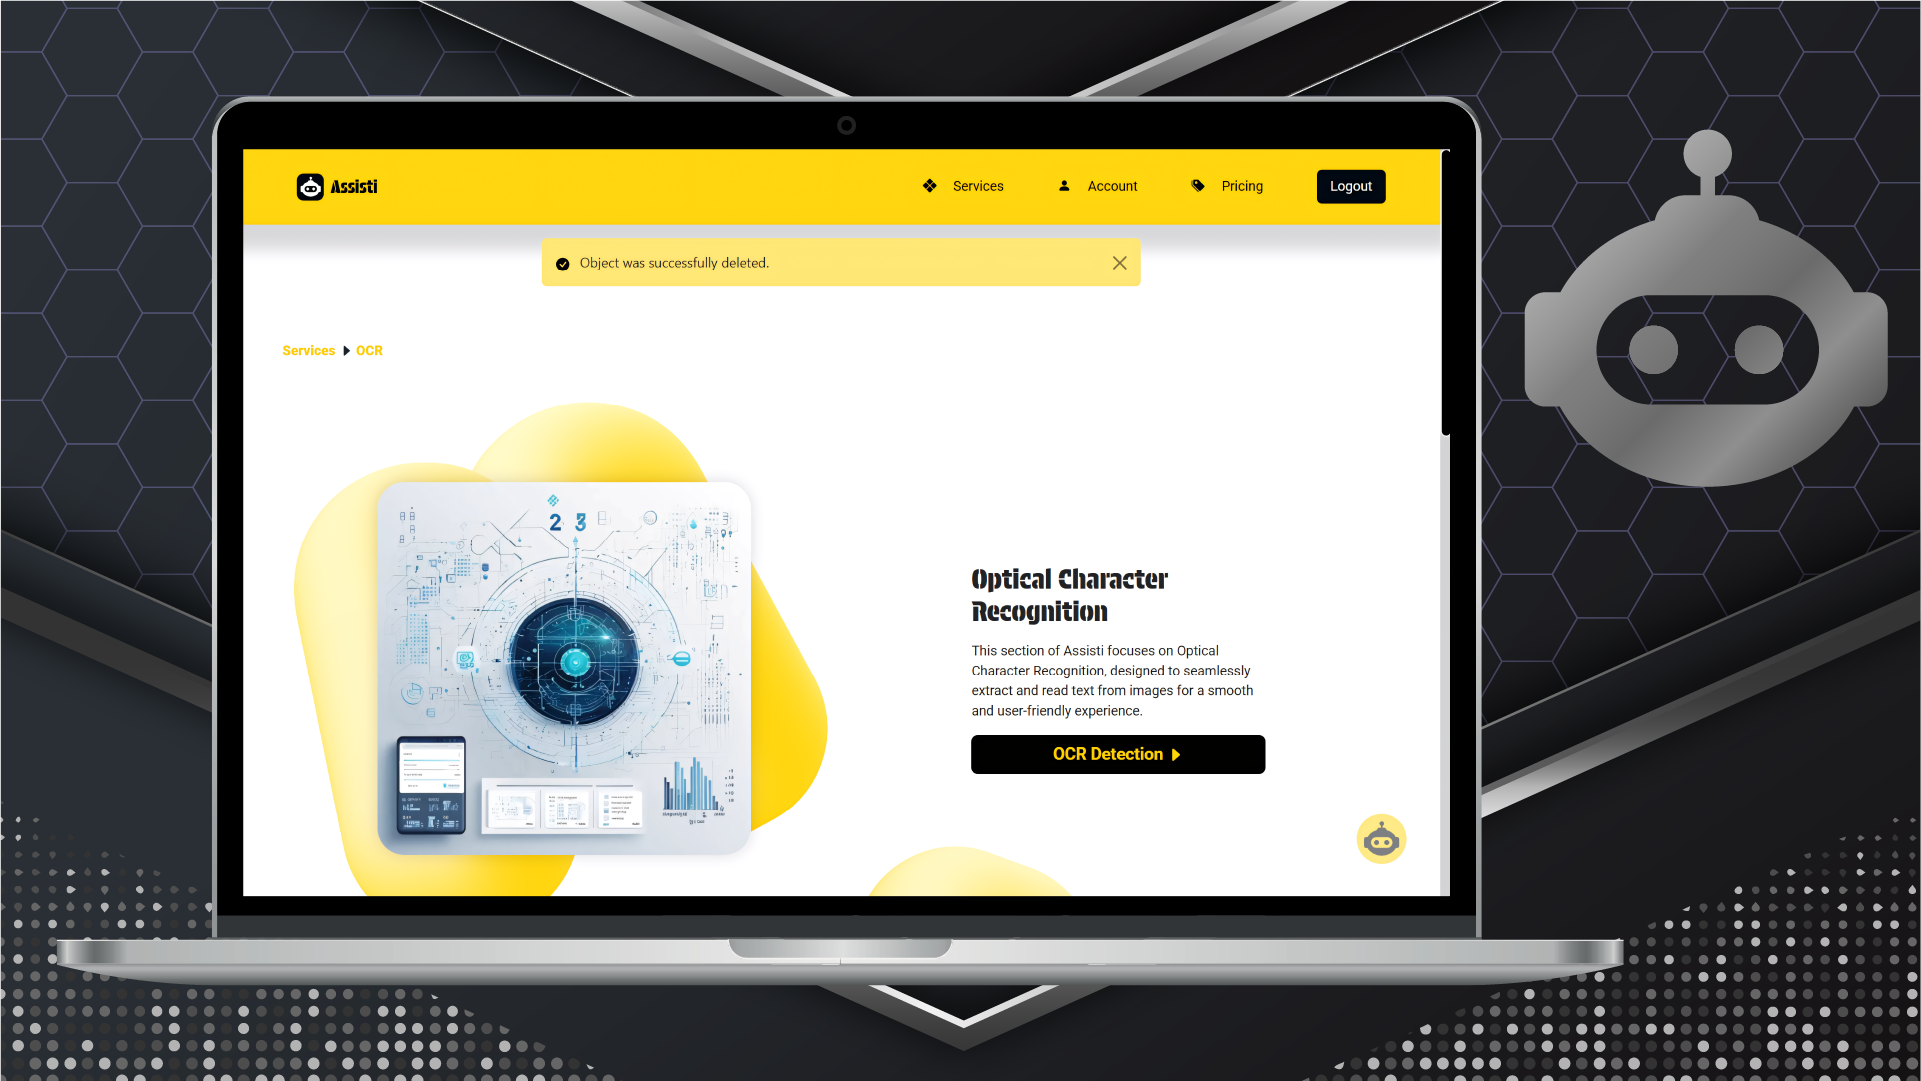 Assisti
Services
Account
Pricing
Logout
Object was successfully deleted.
Services
OCR
2 3
Optical Character
Recognition
This section of Assisti focuses on Optical
Character Recognition, designed to seamlessly
extract and read text from images for a smooth
and user-friendly experience.
OCR Detection